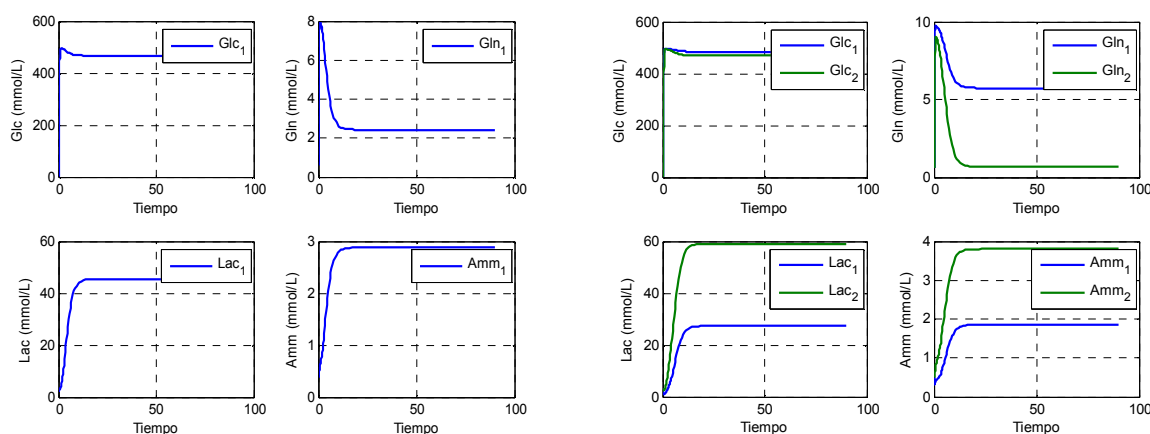 600
400
200
0
0
50
100
Tiempo
Glc (mmol/L)
Glc1
8
6
4
2
0
0
50
100
Tiempo
Gln (mmol/L)
Gln1
600
400
200
0
0
50
100
Tiempo
Glc (mmol/L)
Glc1
Glc2
10
5
0
0
50
100
Tiempo
Gln (mmol/L)
Gln1
Gln2
60
40
20
0
0
50
100
Tiempo
Lac (mmol/L)
Lac1
3
2
1
0
0
50
100
Tiempo
Amm (mmol/L)
Amm1
60
40
20
0
0
50
100
Tiempo
Lac (mmol/L)
Lac1
Lac2
4
3
2
1
0
0
50
100
Tiempo
Amm (mmol/L)
Amm1
Amm2